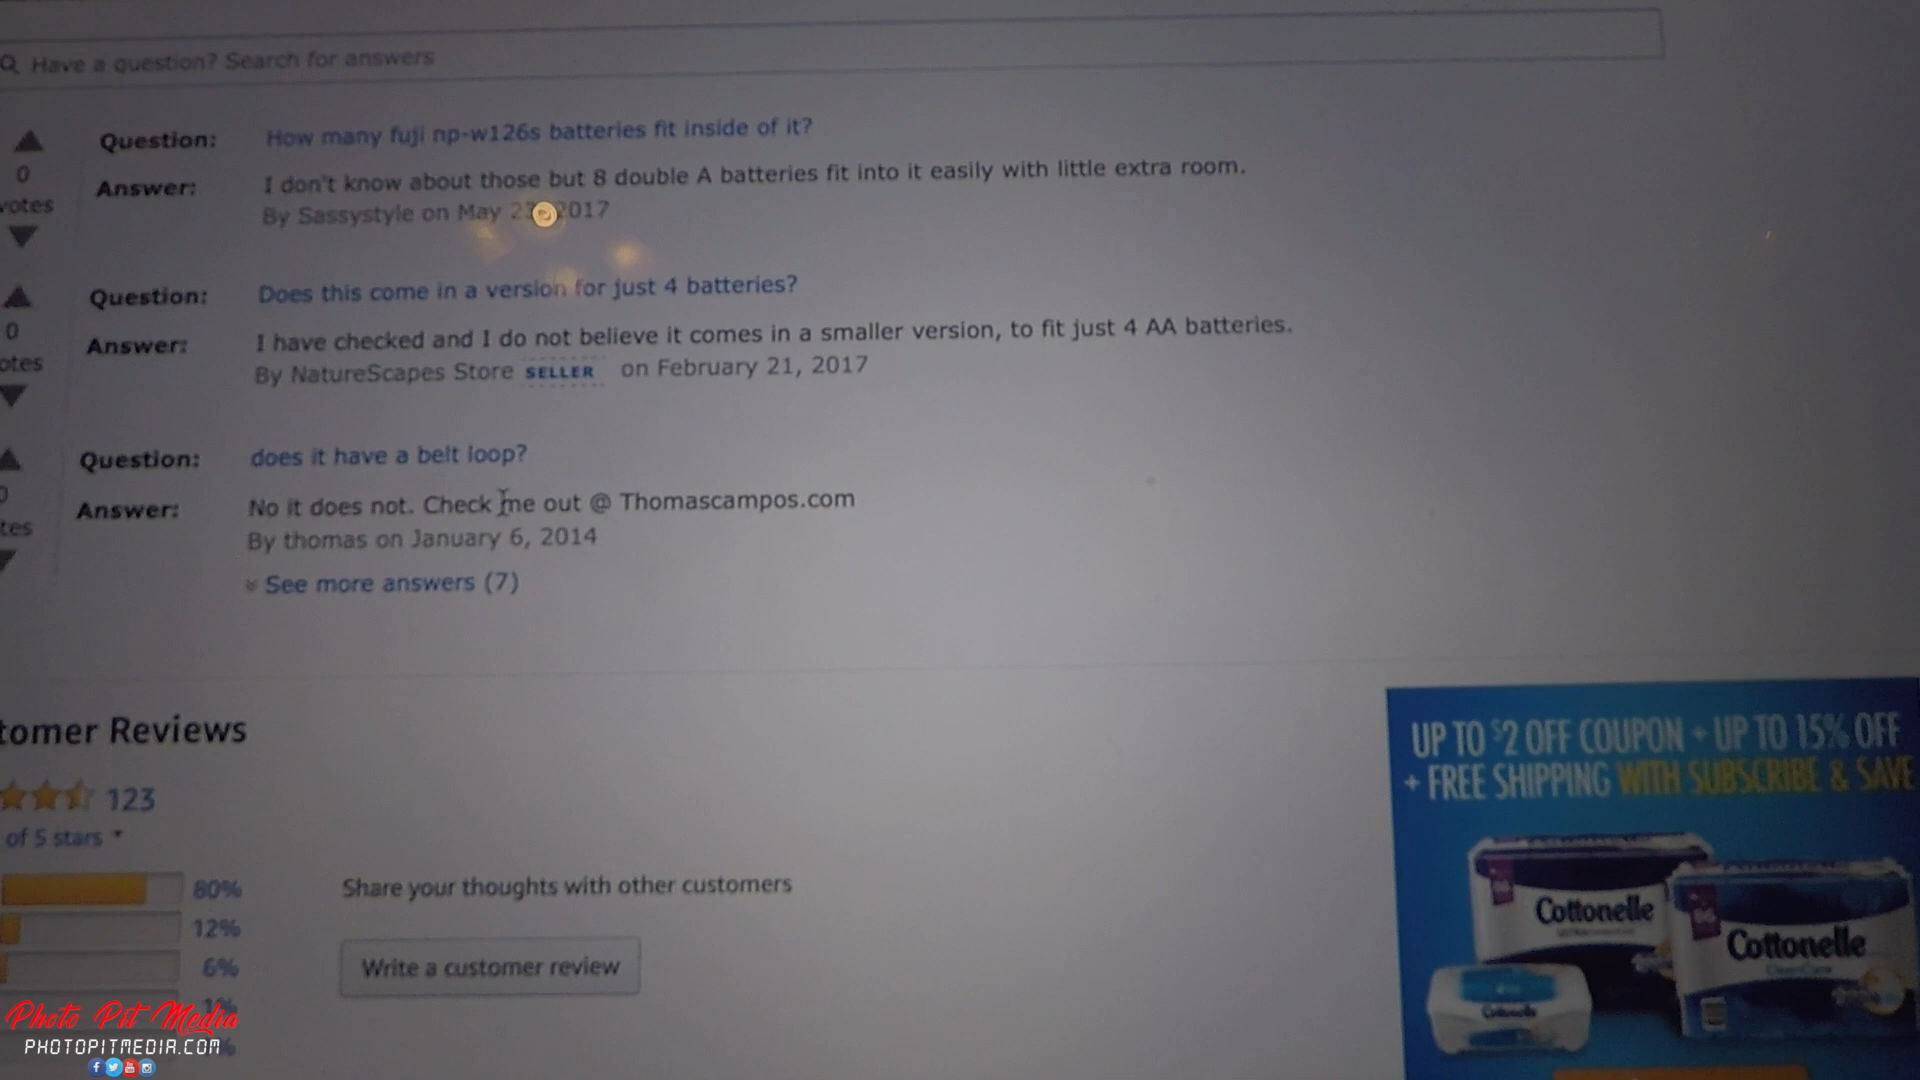 Have a question? Search for answers
0
votes
Question: How many fuji np-w126s batteries fit inside of it?
Answer: I don't know about those but 8 double A batteries fit into it easily with little extra room.
By Sassystyle on May 23, 2017
0
otes
Question: Does this come in a version for just 4 batteries?
Answer: I have checked and I do not believe it comes in a smaller version, to fit just 4 AA batteries.
By NatureScapes Store SELLER on February 21, 2017
0
tes
Question: does it have a belt loop?
Answer: No it does not. Check me out @ Thomascampos.com
By thomas on January 6, 2014
See more answers (7)
tomer Reviews
123
of 5 stars
80%
12%
6%
1%
Share your thoughts with other customers
Write a customer review
UP TO $2 OFF COUPON + UP TO 15% OFF
+ FREE SHIPPING WITH SUBSCRIBE & SAVE
Cottonelle
Cottonelle
Cottonelle
Photo Pit Media
PHOTOPITMEDIA.COM